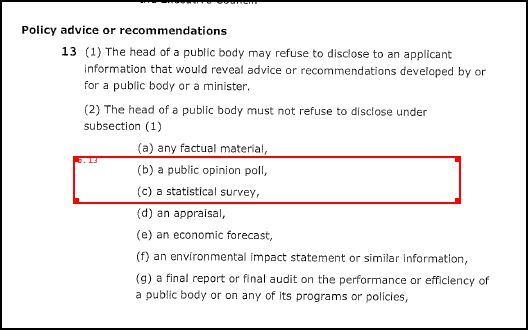 the Executive Council.
Policy advice or recommendations
13 (1) The head of a public body may refuse to disclose to an applicant
information that would reveal advice or recommendations developed by or
for a public body or a minister.
(2) The head of a public body must not refuse to disclose under
subsection (1)
(a) any factual material,
s. 13
(b) a public opinion poll,
(c) a statistical survey,
(d) an appraisal,
(e) an economic forecast,
(f) an environmental impact statement or similar information,
(g) a final report or final audit on the performance or efficiency of
a public body or on any of its programs or policies,